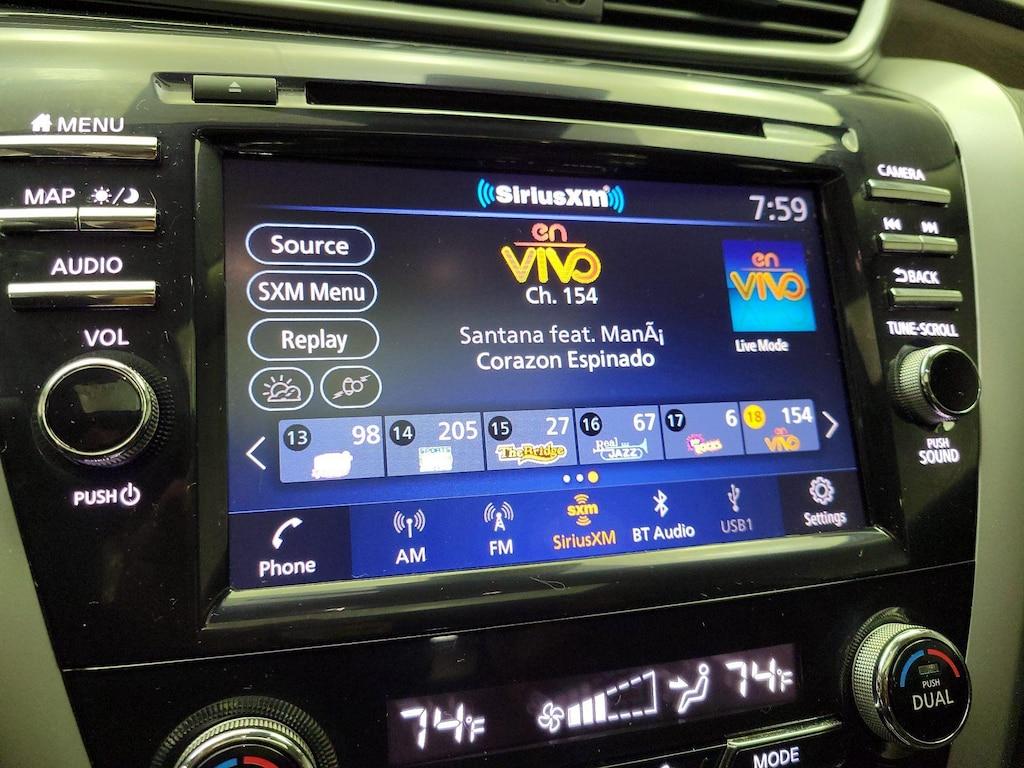 MENU
MAP
AUDIO
VOL
PUSH
SiriusXM
7:59
Source
SXM Menu
Replay
en
VIVO
Ch. 154
Santana feat. ManÃ¡
Corazon Espinado
en
VIVO
Live Mode
13 98
14 205
15 27
The Bridge
16 67
Real JAZZ
17 6
18 154
en
VIVO
Phone
AM
FM
sxm
SiriusXM
BT Audio
USB1
Settings
CAMERA
BACK
TUNE·SCROLL
PUSH
SOUND
74°F
74°F
PUSH
DUAL
MODE